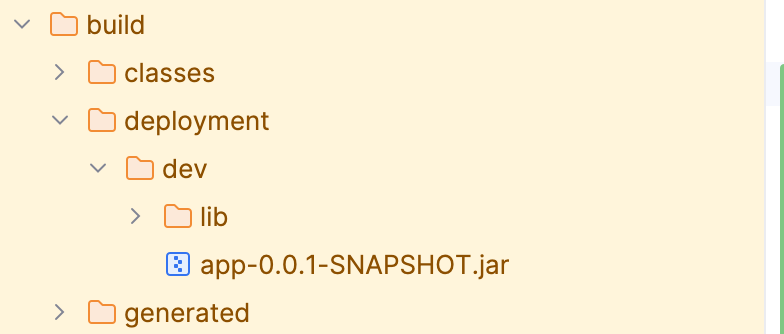 build
classes
deployment
dev
lib
app-0.0.1-SNAPSHOT.jar
generated